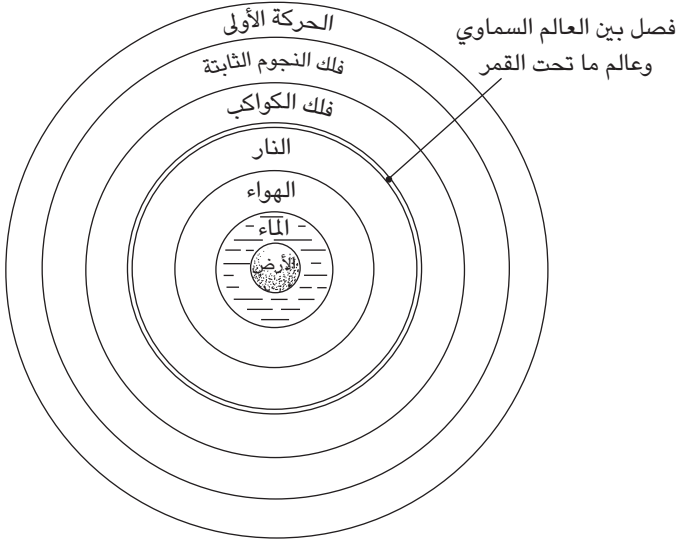 الحركة الأولى
فصل بين العالم السماوي
وعالم ما تحت القمر
فلك النجوم الثابتة
فلك الكواكب
النار
الهواء
الماء
الأرض